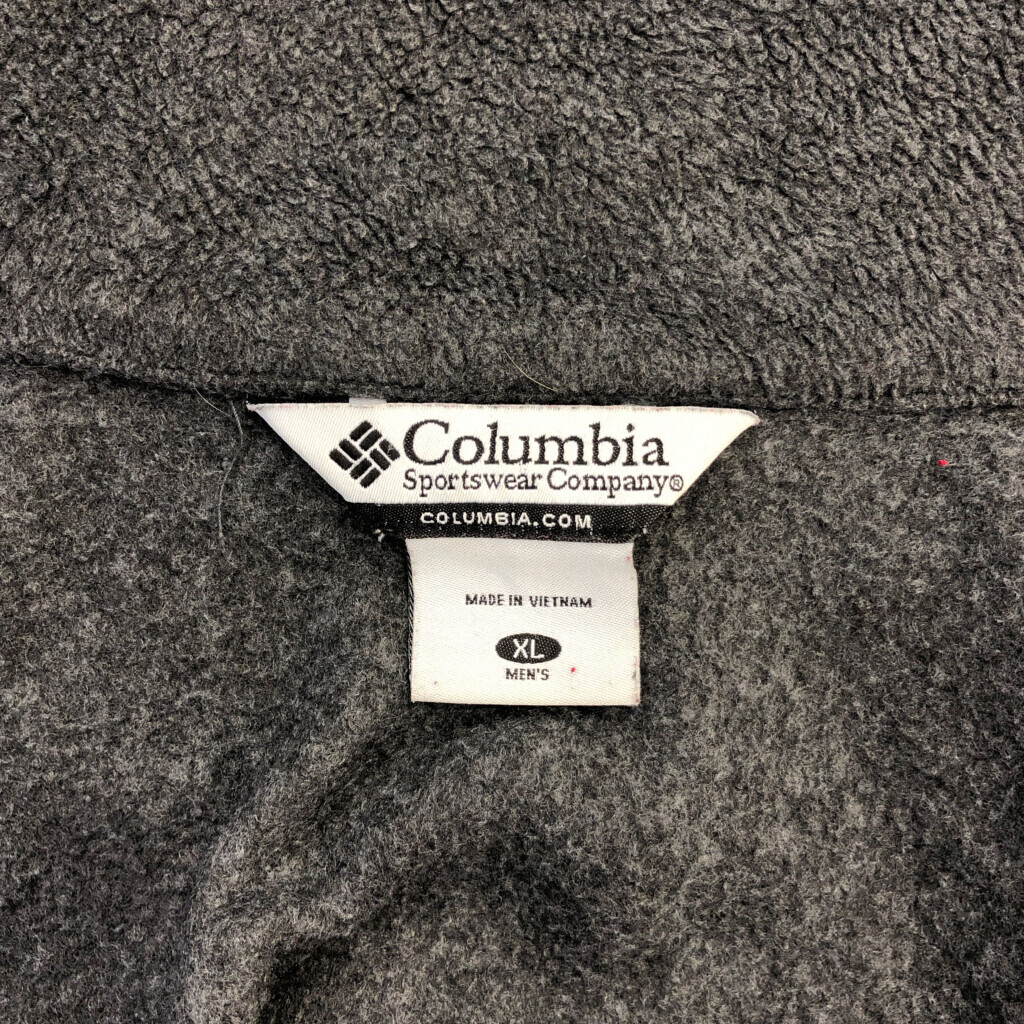 Columbia
Sportswear Company®
COLUMBIA.COM
MADE IN VIETNAM
XL
MEN'S